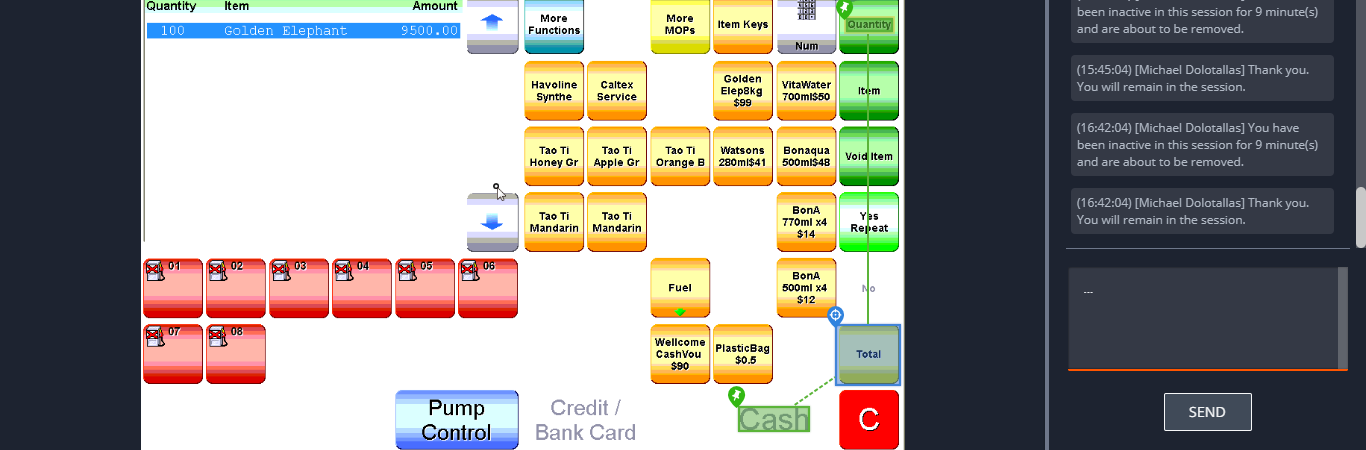 Quantity Item Amount
100 Golden Elephant 9500.00
More
Functions
More
MOPs
Item Keys
Num
Quantity
Havoline
Synthe
Caltex
Service
Golden
Elep8kg
$99
VitaWater
700ml$50
Item
Tao Ti
Honey Gr
Tao Ti
Apple Gr
Tao Ti
Orange B
Watsons
280ml$41
Bonaqua
500ml$48
Void Item
Tao Ti
Mandarin
Tao Ti
Mandarin
BonA
770ml x4
$14
Yes
Repeat
01 02 03 04 05 06
Fuel
BonA
500ml x4
$12
No
07 08
Wellcome
CashVou
$90
PlasticBag
$0.5
Total
Pump
Control
Credit /
Bank Card
Cash
C
been inactive in this session for 9 minute(s)
and are about to be removed.
(15:45:04) [Michael Dolotallas] Thank you.
You will remain in the session.
(16:42:04) [Michael Dolotallas] You have
been inactive in this session for 9 minute(s)
and are about to be removed.
(16:42:04) [Michael Dolotallas] Thank you.
You will remain in the session.
...
SEND